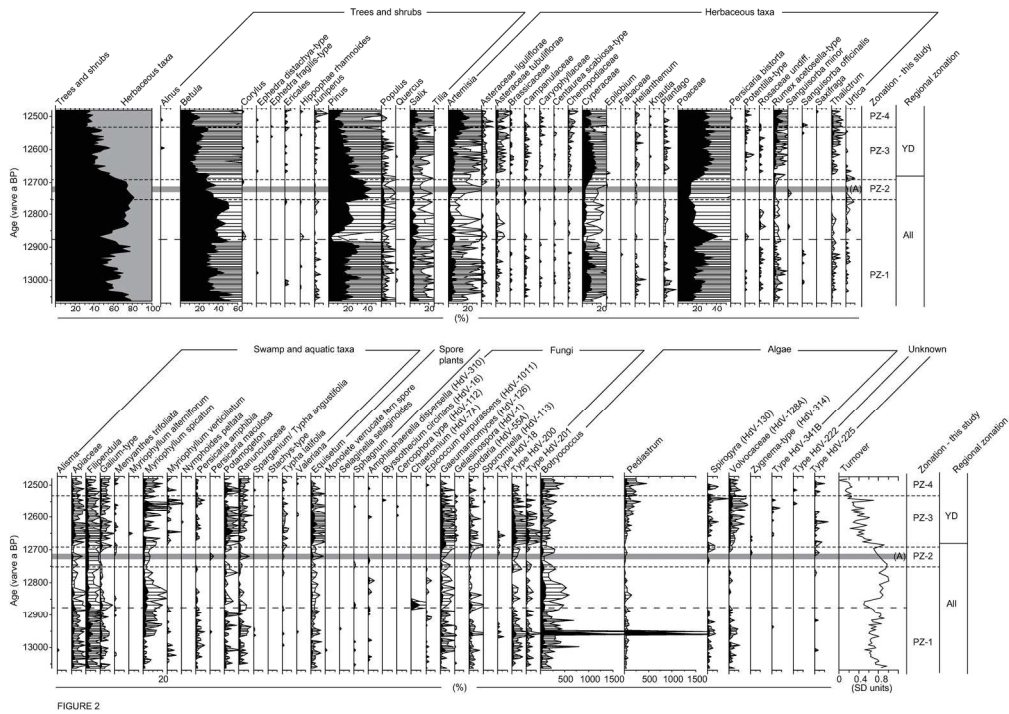 Trees and shrubs
Herbaceous taxa
Trees and shrubs
Herbaceous taxa
Alnus
Betula
Corylus
Ephedra distachya-type
Ephedra fragilis-type
Ericales
Hippophae rhamnoides
Juniperus
Pinus
Populus
Quercus
Salix
Tilia
Artemisia
Asteraceae liguliflorae
Asteraceae tubuliflorae
Brassicaceae
Campanulaceae
Caryophyllaceae
Centaurea scabiosa-type
Chenopodiaceae
Cyperaceae
Epilobium
Fabaceae
Helianthemum
Knautia
Plantago
Poaceae
Persicaria bistorta
Potentilla-type
Rosaceae undiff.
Rumex acetosella-type
Sanguisorba minor
Sanguisorba officinalis
Saxifraga
Thalictrum
Urtica
Zonation - this study
Regional zonation
Age (varve a BP)
12500
12600
12700
12800
12900
13000
(A)
PZ-4
PZ-3
PZ-2
PZ-1
YD
All
20 40 60 80 100
20 40 60
20 40
20
20
20
20 40
(%)
Swamp and aquatic taxa
Spore plants
Fungi
Algae
Unknown
Alisma-type
Apiaceae
Filipendula
Galium-type
Menyanthes trifoliata
Myriophyllum alterniflorum
Myriophyllum spicatum
Myriophyllum verticillatum
Nymphoides peltata
Persicaria amphibia
Persicaria maculosa
Potamogeton
Ranunculaceae
Sparganium/ Typha angustifolia
Stachys-type
Typha latifolia
Valeriana
Equisetum
Monolete verrucate fern spore
Selaginella selaginoides
Sphagnum
Amphisphaerella dispersella (HdV-310)
Byssothecium circinans (HdV-16)
Cercophora type (HdV-112)
Chaetomium (HdV-7A)
Epicoccum purpurascens (HdV-1011)
Gaeumannomyces (HdV-126)
Gelasinospora (HdV-1)
Sordaria (HdV-55A)
Sporormiella (HdV-113)
Type HdV-18
Type HdV-200
Type HdV-201
Botryococcus
Pediastrum
Spirogyra (HdV-130)
Volvocaceae (HdV-128A)
Zygnema-type (HdV-314)
Type HdV-341B
Type HdV-222
Type HdV-225
Turnover
Zonation - this study
Regional zonation
Age (varve a BP)
12500
12600
12700
12800
12900
13000
(A)
PZ-4
PZ-3
PZ-2
PZ-1
YD
All
20
500 1000 1500
500 1000 1500
0 0.4 0.8
(%)
(SD units)
FIGURE 2